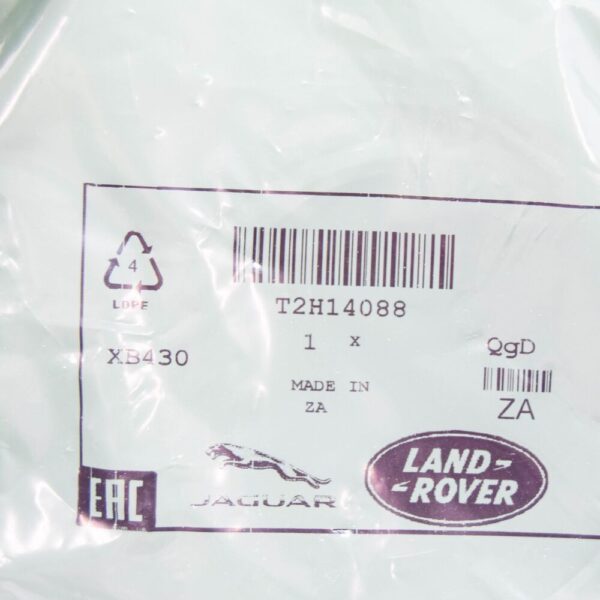 4
LDPE
T2H14088
1 x
XB430
QgD
MADE IN
ZA
ZA
EAC
JAGUAR
LAND-
-ROVER